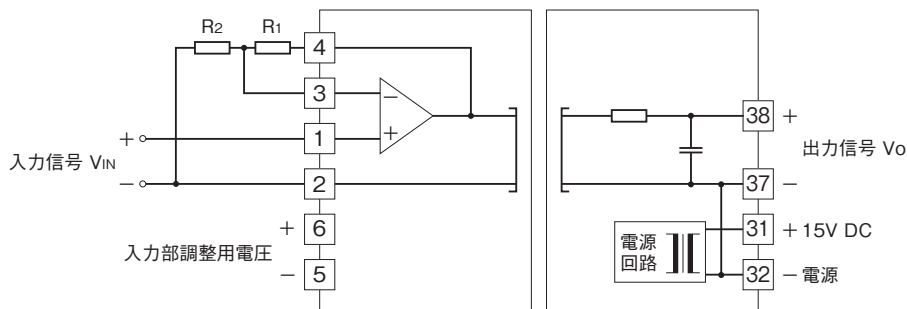 R2
R1
4
3
－
＋
1
＋
入力信号 VIN
－
2
＋
6
入力部調整用電圧
－
5
38
＋
出力信号 Vo
37
－
電源
回路
31
＋15V DC
32
－電源